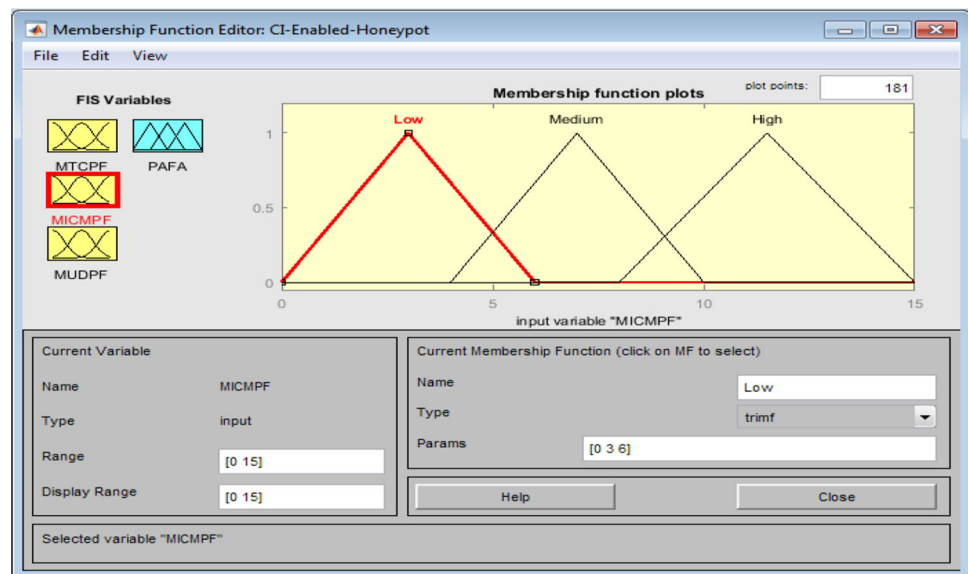 Membership Function Editor: CI-Enabled-Honeypot
File Edit View
FIS Variables
MTCPF
PAFA
MICMPF
MUDPF
Membership function plots
plot points:
181
Low
Medium
High
1
0.5
0
0
5
10
15
input variable "MICMPF"
Current Variable
Name
MICMPF
Type
input
Range
[0 15]
Display Range
[0 15]
Current Membership Function (click on MF to select)
Name
Low
Type
trimf
Params
[0 3 6]
Help
Close
Selected variable "MICMPF"